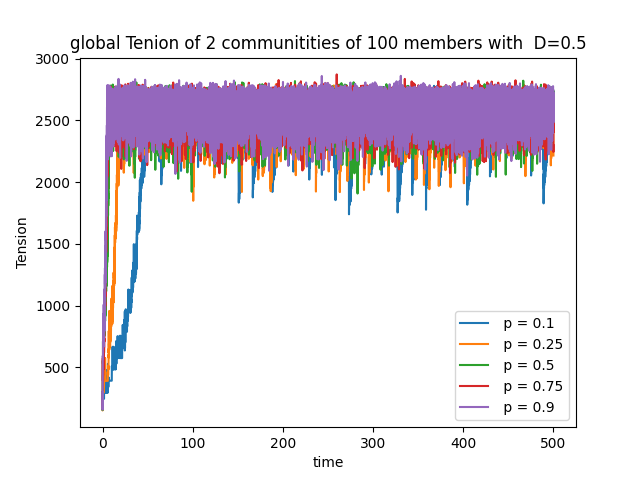 global Tenion of 2 communitities of 100 members with  D=0.5
3000
2500
2000
1500
1000
500
Tension
0
100
200
300
400
500
time
p = 0.1
p = 0.25
p = 0.5
p = 0.75
p = 0.9